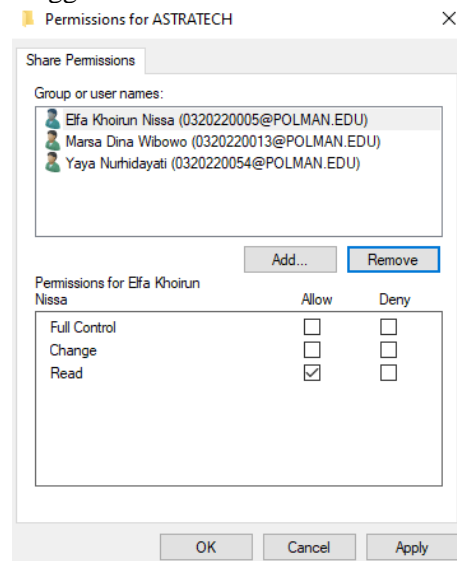 Permissions for ASTRATECH
Share Permissions
Group or user names:
Elfa Khoirun Nissa (0320220005@POLMAN.EDU)
Marsa Dina Wibowo (0320220013@POLMAN.EDU)
Yaya Nurhidayati (0320220054@POLMAN.EDU)
Add... Remove
Permissions for Elfa Khoirun
Nissa Allow Deny
Full Control
Change
Read
OK Cancel Apply